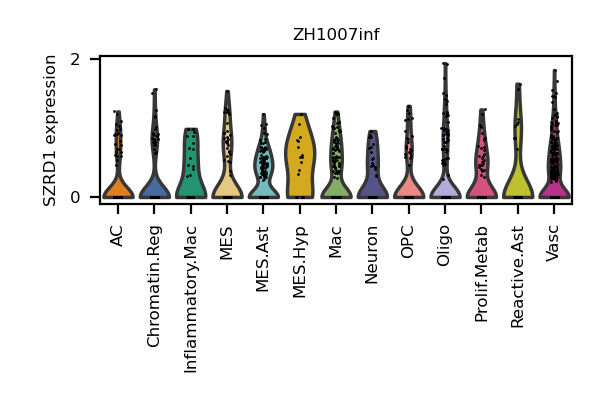 ZH1007inf
SZRD1 expression
2
0
AC
Chromatin.Reg
Inflammatory.Mac
MES
MES.Ast
MES.Hyp
Mac
Neuron
OPC
Oligo
Prolif.Metab
Reactive.Ast
Vasc